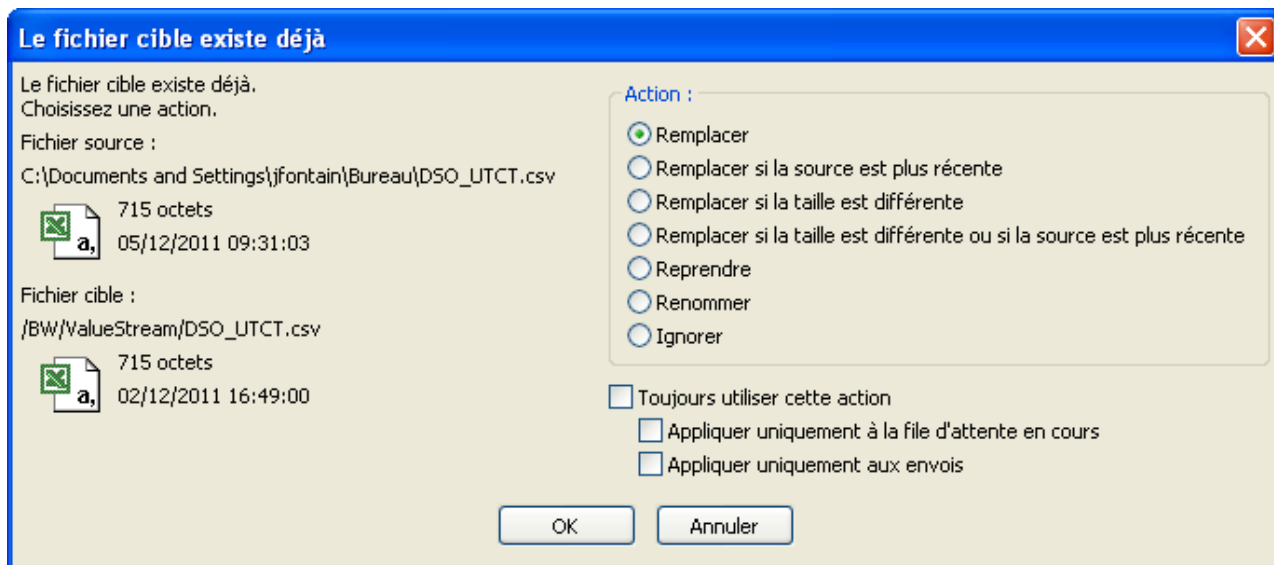 Le fichier cible existe déjà
Le fichier cible existe déjà.
Choisissez une action.
Fichier source :
C:\Documents and Settings\jfontain\Bureau\DSO_UTCT.csv
715 octets
05/12/2011 09:31:03
Fichier cible :
/BW/ValueStream/DSO_UTCT.csv
715 octets
02/12/2011 16:49:00
Action :
Remplacer
Remplacer si la source est plus récente
Remplacer si la taille est différente
Remplacer si la taille est différente ou si la source est plus récente
Reprendre
Renommer
Ignorer
Toujours utiliser cette action
Appliquer uniquement à la file d'attente en cours
Appliquer uniquement aux envois
OK
Annuler